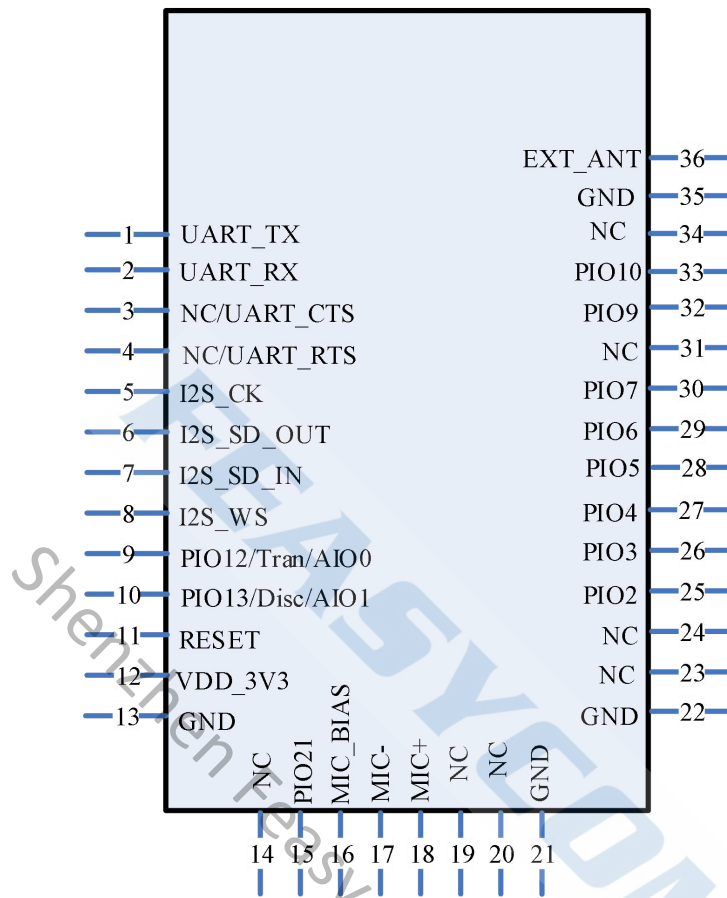 EXT_ANT 36
GND 35
1 UART_TX
NC 34
2 UART_RX
PIO10 33
3 NC/UART_CTS
PIO9 32
4 NC/UART_RTS
NC 31
5 I2S_CK
PIO7 30
6 I2S_SD_OUT
PIO6 29
7 I2S_SD_IN
PIO5 28
8 I2S_WS
PIO4 27
9 PIO12/Tran/AIO0
PIO3 26
10 PIO13/Disc/AIO1
PIO2 25
11 RESET
NC 24
12 VDD_3V3
NC 23
13 GND
GND 22
NC
PIO21
MIC_BIAS
MIC-
MIC+
NC
NC
GND
14 15 16 17 18 19 20 21
FEASYCOM
Shenzhen Feasy